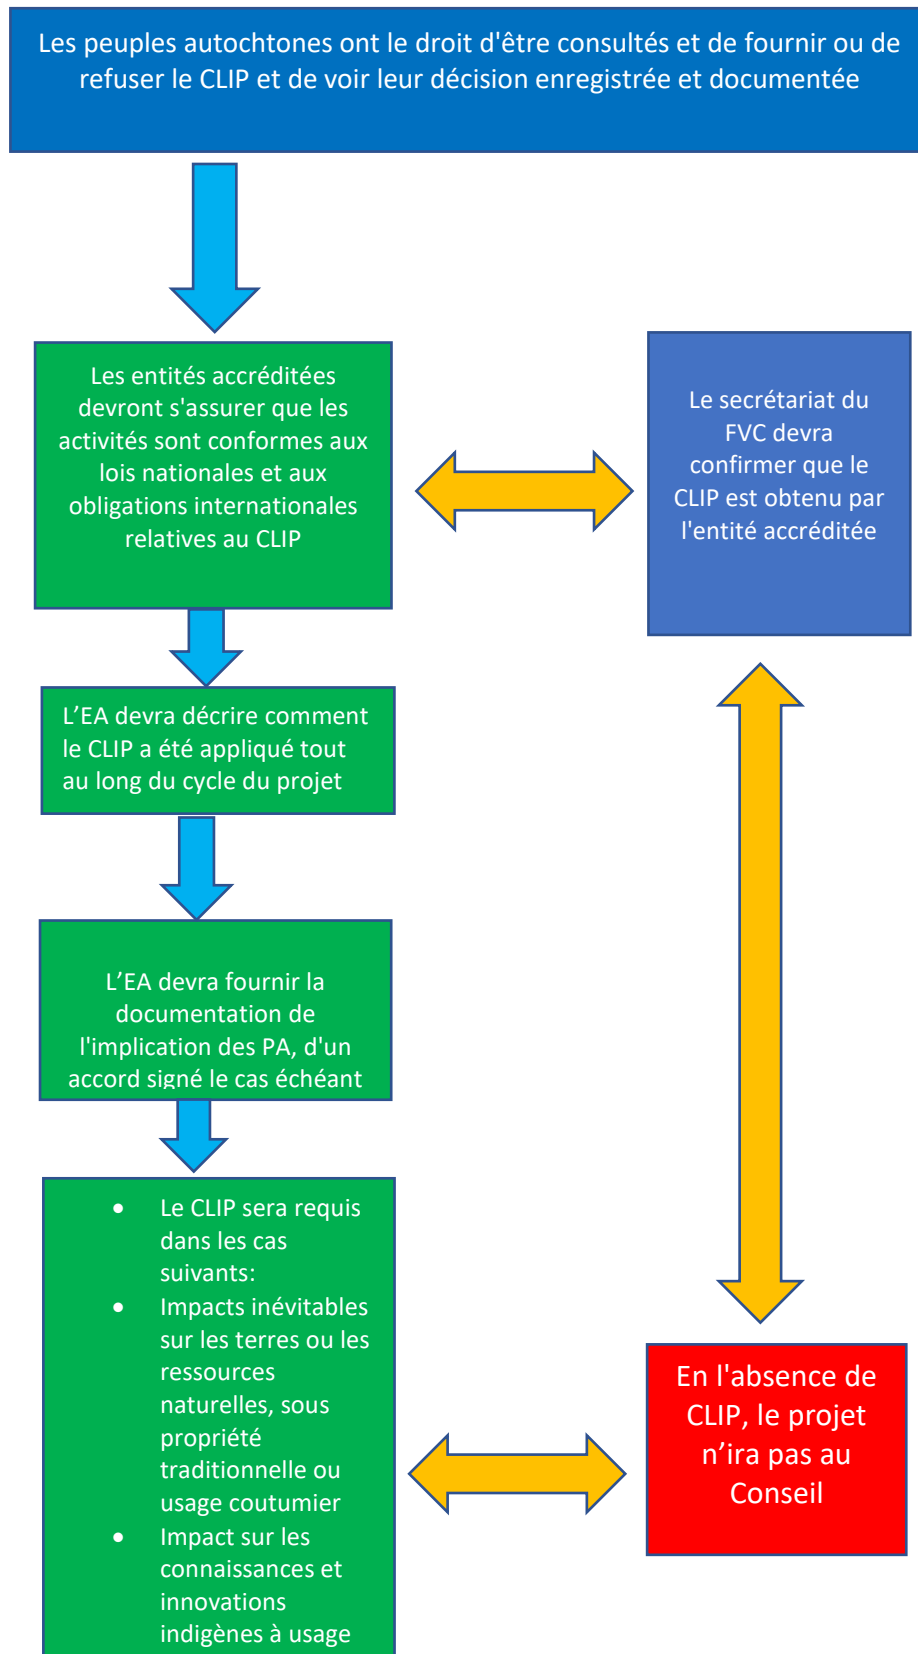 Les peuples autochtones ont le droit d'être consultés et de fournir ou de
refuser le CLIP et de voir leur décision enregistrée et documentée
Les entités accréditées
devront s'assurer que les
activités sont conformes aux
lois nationales et aux
obligations internationales
relatives au CLIP
Le secrétariat du
FVC devra
confirmer que le
CLIP est obtenu par
l'entité accréditée
L’EA devra décrire comment
le CLIP a été appliqué tout
au long du cycle du projet
L’EA devra fournir la
documentation de
l'implication des PA, d'un
accord signé le cas échéant
• Le CLIP sera requis
dans les cas
suivants:
• Impacts inévitables
sur les terres ou les
ressources
naturelles, sous
propriété
traditionnelle ou
usage coutumier
• Impact sur les
connaissances et
innovations
indigènes à usage
En l'absence de
CLIP, le projet
n’ira pas au
Conseil